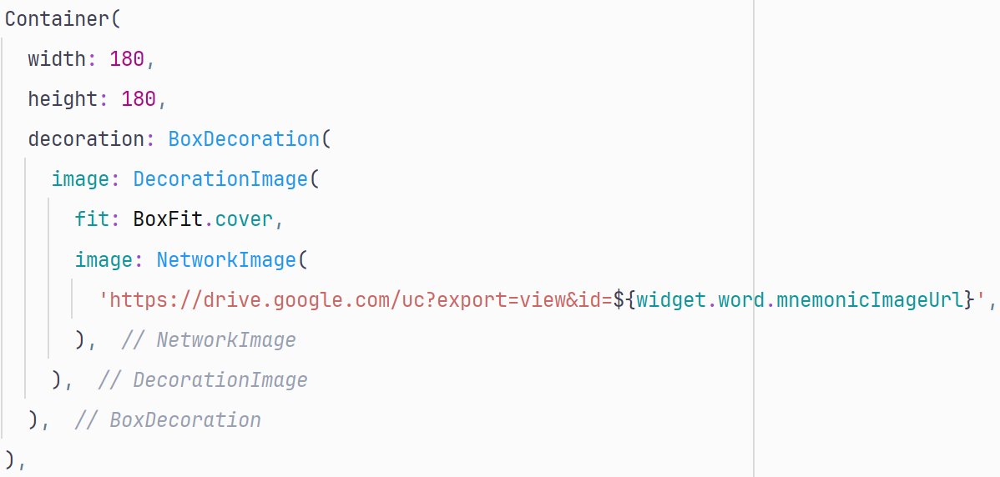 Container(
width: 180,
height: 180,
decoration: BoxDecoration(
image: DecorationImage(
fit: BoxFit.cover,
image: NetworkImage(
'https://drive.google.com/uc?export=view&id=${widget.word.mnemonicImageUrl}',
), // NetworkImage
), // DecorationImage
), // BoxDecoration
),